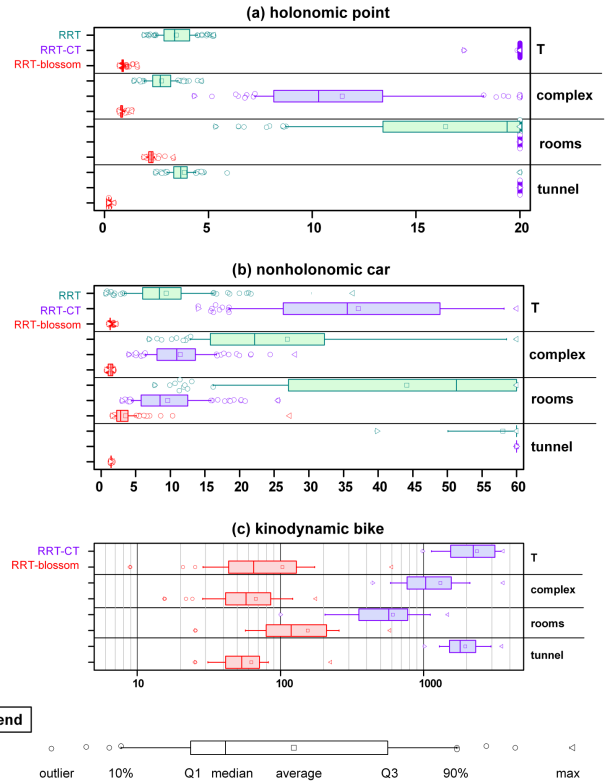 (a) holonomic point
RRT
RRT-CT
RRT-blossom
T
complex
rooms
tunnel
0 5 10 15 20
(b) nonholonomic car
RRT
RRT-CT
RRT-blossom
T
complex
rooms
tunnel
0 5 10 15 20 25 30 35 40 45 50 55 60
(c) kinodynamic bike
RRT-CT
RRT-blossom
T
complex
rooms
tunnel
10 100 1000
end
outlier 10% Q1 median average Q3 90% max